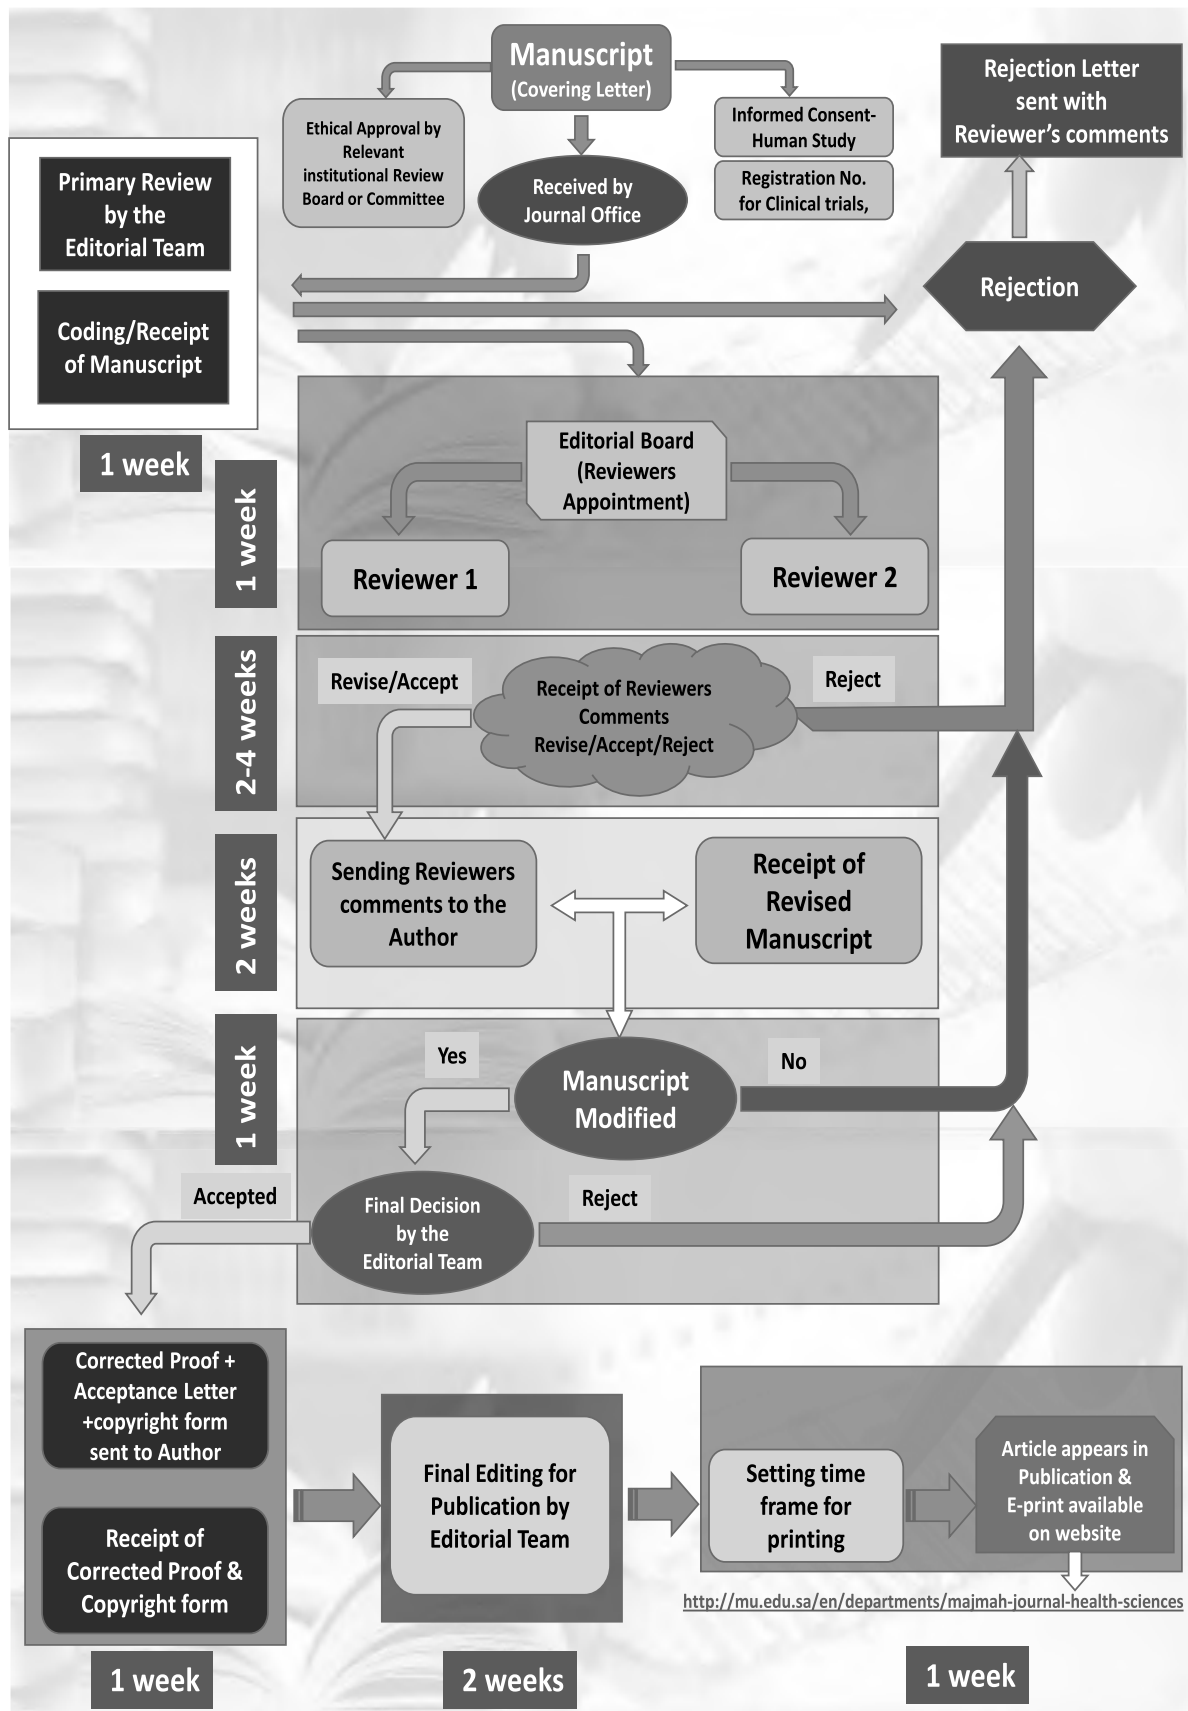 Manuscript
(Covering Letter)
Ethical Approval by
Relevant
institutional Review
Board or Committee
Informed Consent-
Human Study
Registration No.
for Clinical trials,
Received by
Journal Office
Rejection Letter
sent with
Reviewer's comments
Rejection
Primary Review
by the
Editorial Team
Coding/Receipt
of Manuscript
1 week
1 week
Editorial Board
(Reviewers
Appointment)
Reviewer 1
Reviewer 2
2-4 weeks
Revise/Accept
Receipt of Reviewers
Comments
Revise/Accept/Reject
Reject
2 weeks
Sending Reviewers
comments to the
Author
Receipt of
Revised
Manuscript
1 week
Yes
Manuscript
Modified
No
Accepted
Final Decision
by the
Editorial Team
Reject
Corrected Proof +
Acceptance Letter
+copyright form
sent to Author
Receipt of
Corrected Proof &
Copyright form
Final Editing for
Publication by
Editorial Team
Setting time
frame for
printing
Article appears in
Publication &
E-print available
on website
http://mu.edu.sa/en/departments/majmah-journal-health-sciences
1 week
2 weeks
1 week